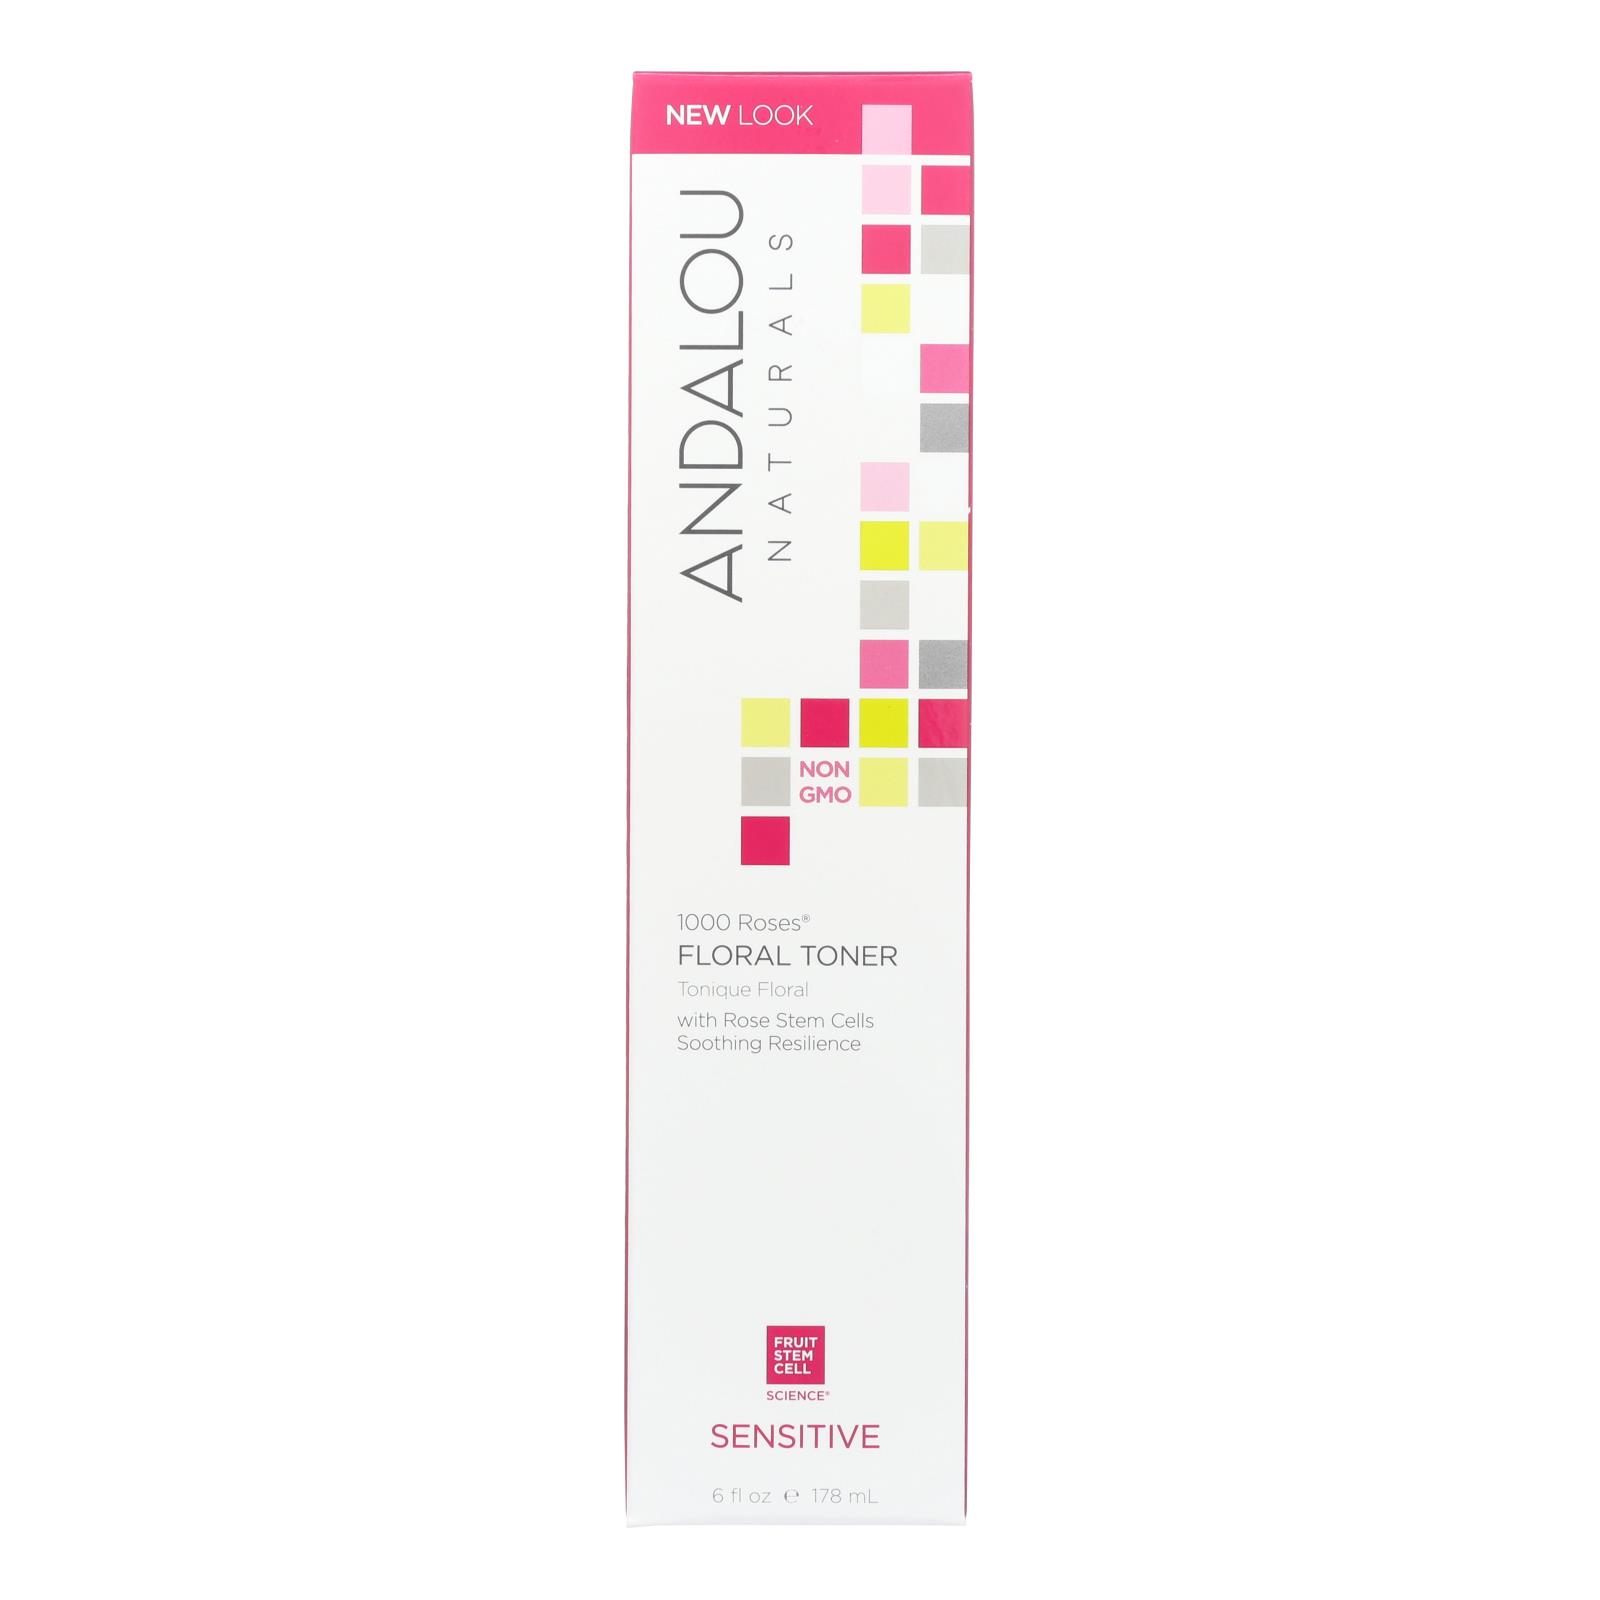 NEW LOOK
ANDALOU
NATURALS
NON
GMO
1000 Roses®
FLORAL TONER
Tonique Floral
with Rose Stem Cells
Soothing Resilience
FRUIT
STEM
CELL
SCIENCE®
SENSITIVE
6 fl oz ℮ 178 mL